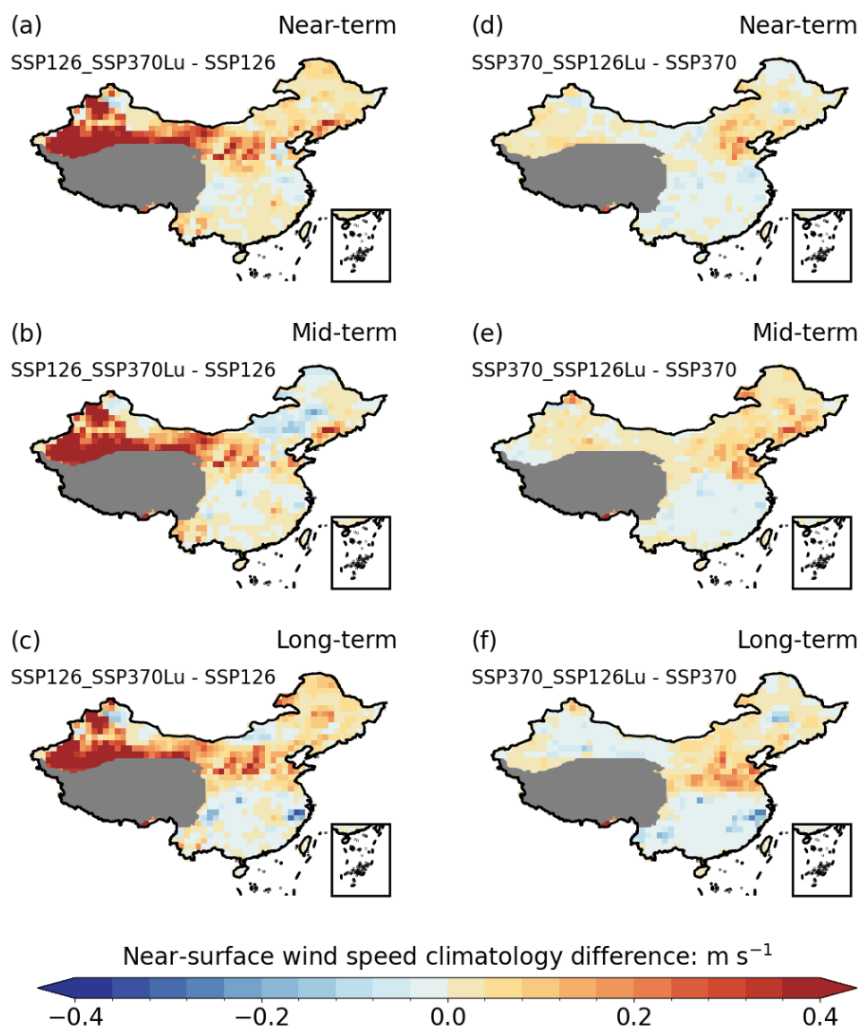 (a) Near-term
SSP126_SSP370Lu - SSP126
(d) Near-term
SSP370_SSP126Lu - SSP370
(b) Mid-term
SSP126_SSP370Lu - SSP126
(e) Mid-term
SSP370_SSP126Lu - SSP370
(c) Long-term
SSP126_SSP370Lu - SSP126
(f) Long-term
SSP370_SSP126Lu - SSP370
Near-surface wind speed climatology difference: m s⁻¹
−0.4 −0.2 0.0 0.2 0.4